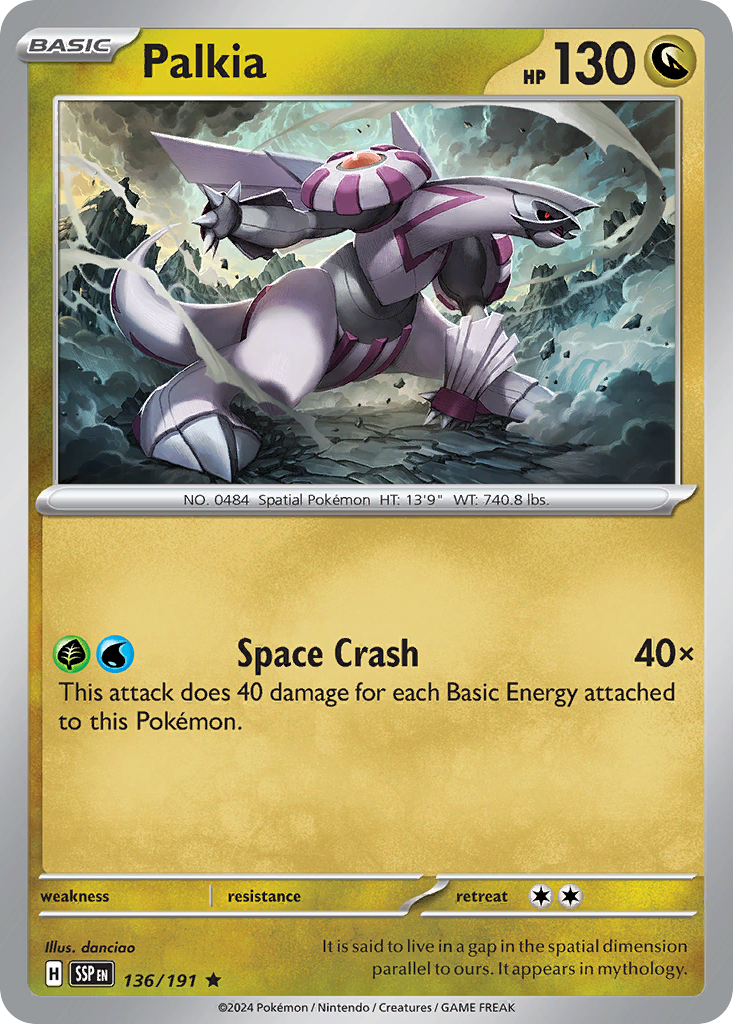 BASIC Palkia HP 130
NO. 0484 Spatial Pokémon HT: 13'9" WT: 740.8 lbs.
Space Crash 40×
This attack does 40 damage for each Basic Energy attached
to this Pokémon.
weakness resistance retreat
Illus. danciao
It is said to live in a gap in the spatial dimension
parallel to ours. It appears in mythology.
H SSP EN 136/191
©2024 Pokémon / Nintendo / Creatures / GAME FREAK